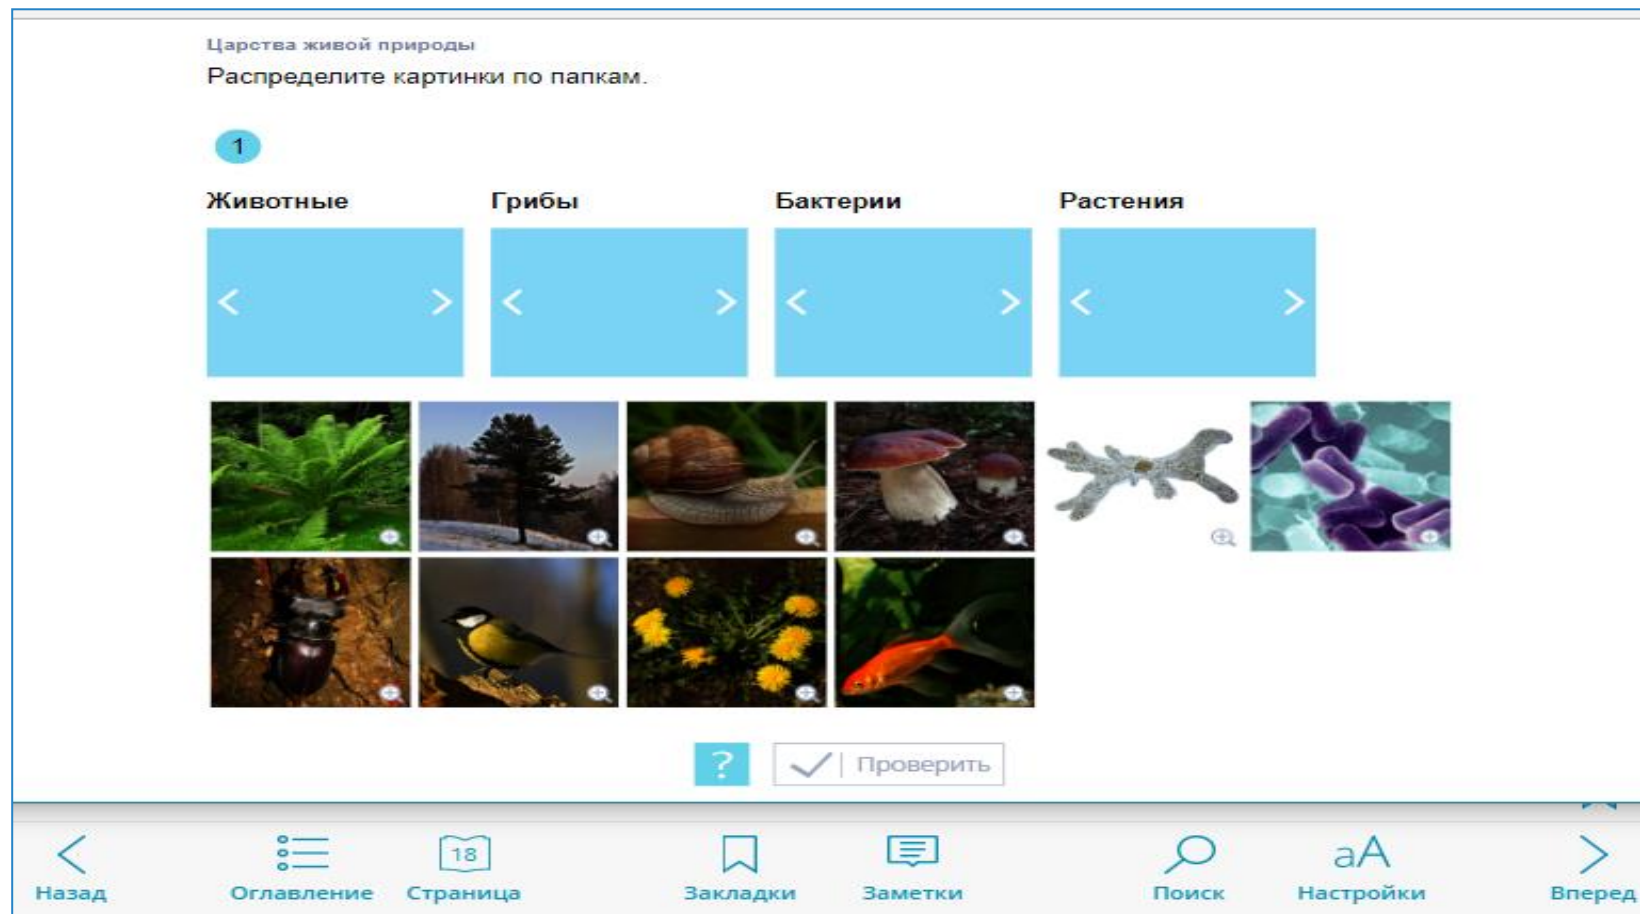 Царства живой природы
Распределите картинки по папкам.
1
Животные Грибы Бактерии Растения
?
Проверить
18
аА
Назад Оглавление Страница Закладки Заметки Поиск Настройки Вперед